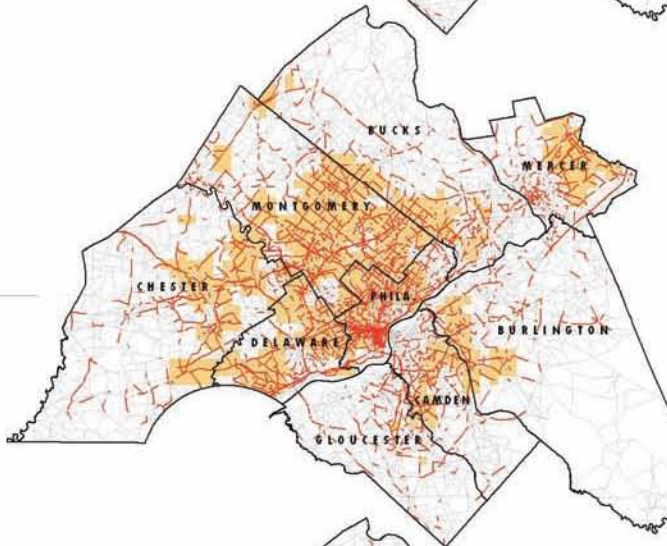 BUCKS
MERCER
MONTGOMERY
CHESTER
PHILA.
BURLINGTON
DELAWARE
CAMDEN
GLOUCESTER